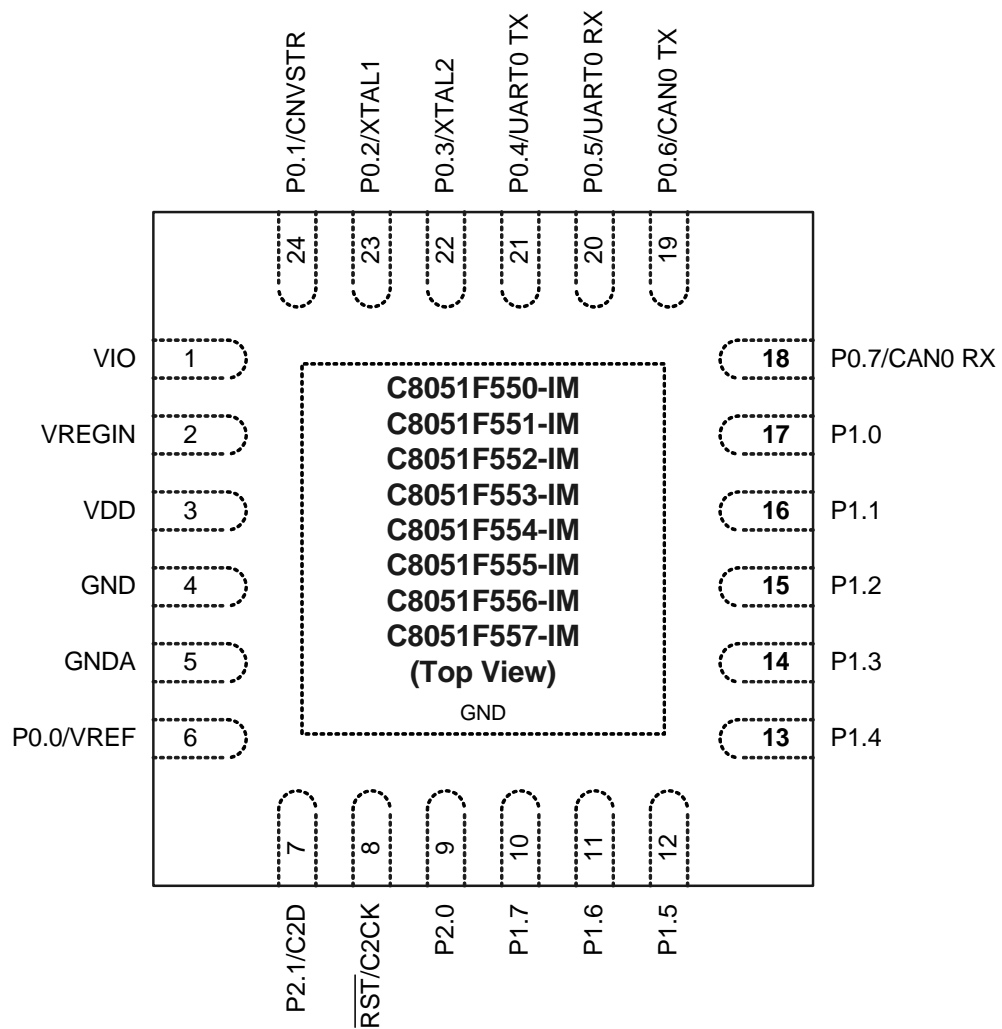 P0.1/CNVSTR
P0.2/XTAL1
P0.3/XTAL2
P0.4/UART0 TX
P0.5/UART0 RX
P0.6/CAN0 TX
24
23
22
21
20
19
VIO 1
VREGIN 2
VDD 3
GND 4
GNDA 5
P0.0/VREF 6
C8051F550-IM
C8051F551-IM
C8051F552-IM
C8051F553-IM
C8051F554-IM
C8051F555-IM
C8051F556-IM
C8051F557-IM
(Top View)
GND
18 P0.7/CAN0 RX
17 P1.0
16 P1.1
15 P1.2
14 P1.3
13 P1.4
7
8
9
10
11
12
P2.1/C2D
RST/C2CK
P2.0
P1.7
P1.6
P1.5